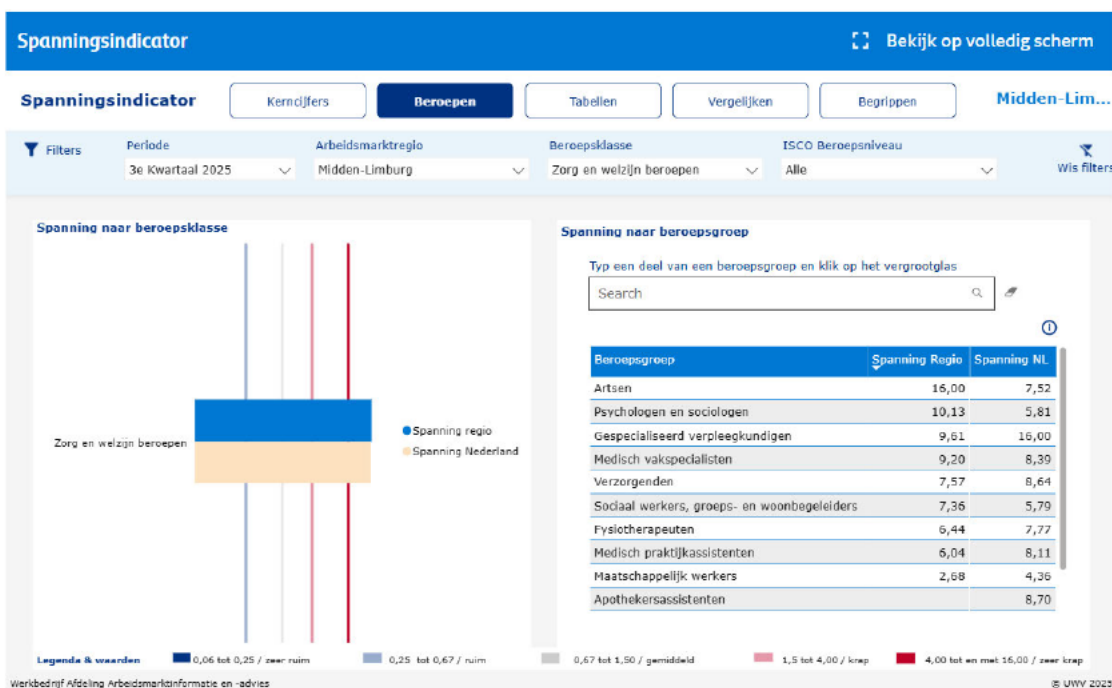 Spanningsindicator
Bekijk op volledig scherm
Spanningsindicator
Kerncijfers
Beroepen
Tabellen
Vergelijken
Begrippen
Midden-Lim...
Filters
Periode
Arbeidsmarktregio
Beroepsklasse
ISCO Beroepsniveau
3e Kwartaal 2025
Midden-Limburg
Zorg en welzijn beroepen
Alle
Wis filters
Spanning naar beroepsklasse
Zorg en welzijn beroepen
Spanning regio
Spanning Nederland
Spanning naar beroepsgroep
Typ een deel van een beroepsgroep en klik op het vergrootglas
Search
Beroepsgroep Spanning Regio Spanning NL
Artsen 16,00 7,52
Psychologen en sociologen 10,13 5,81
Gespecialiseerd verpleegkundigen 9,61 16,00
Medisch vakspecialisten 9,20 8,39
Verzorgenden 7,57 8,64
Sociaal werkers, groeps- en woonbegeleiders 7,36 5,79
Fysiotherapeuten 6,44 7,77
Medisch praktijkassistenten 6,04 8,11
Maatschappelijk werkers 2,68 4,36
Apothekersassistenten 8,70
Legenda & waarden 0,06 tot 0,25 / zeer ruim 0,25 tot 0,67 / ruim 0,67 tot 1,50 / gemiddeld 1,5 tot 4,00 / krap 4,00 tot en met 16,00 / zeer krap
Werkbedrijf Afdeling Arbeidsmarktinformatie en -advies
© UWV 2025